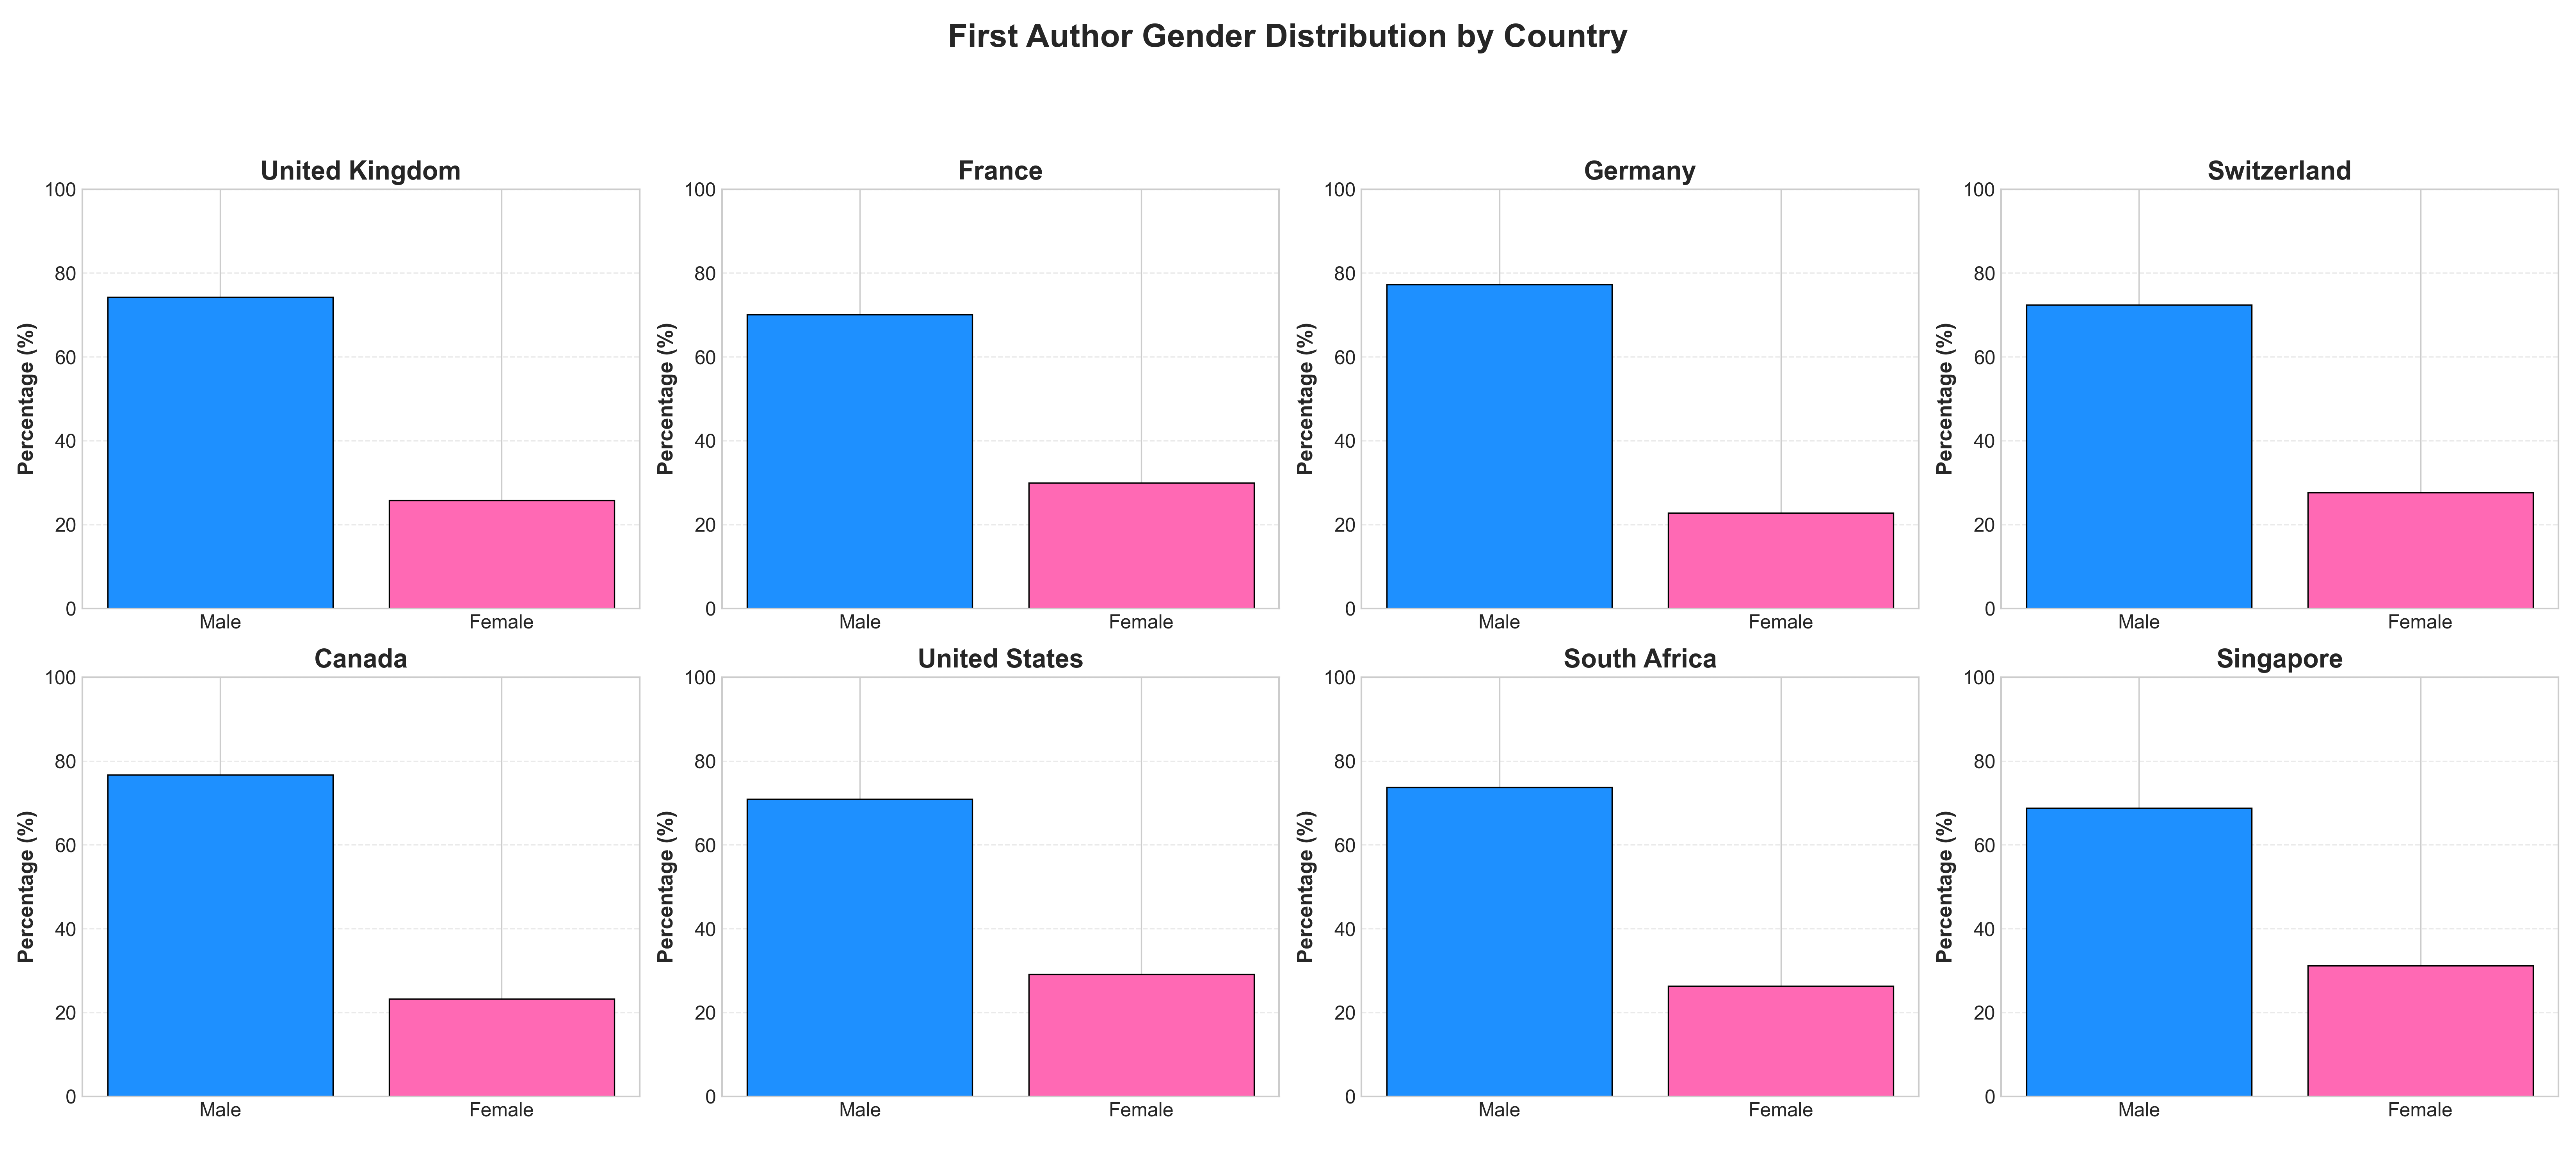 First Author Gender Distribution by Country
United Kingdom
Percentage (%)
100
80
60
40
20
0
Male Female
France
Percentage (%)
100
80
60
40
20
0
Male Female
Germany
Percentage (%)
100
80
60
40
20
0
Male Female
Switzerland
Percentage (%)
100
80
60
40
20
0
Male Female
Canada
Percentage (%)
100
80
60
40
20
0
Male Female
United States
Percentage (%)
100
80
60
40
20
0
Male Female
South Africa
Percentage (%)
100
80
60
40
20
0
Male Female
Singapore
Percentage (%)
100
80
60
40
20
0
Male Female